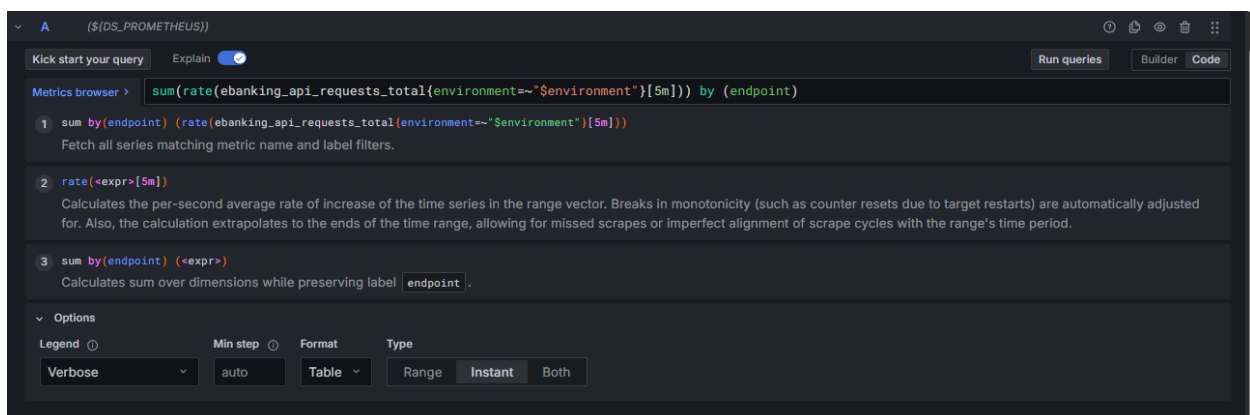 A (${DS_PROMETHEUS})
Kick start your query Explain Run queries Builder Code
Metrics browser > sum(rate(ebanking_api_requests_total{environment=~"$environment"}[5m])) by (endpoint)
1 sum by(endpoint) (rate(ebanking_api_requests_total{environment=~"$environment"}[5m]))
Fetch all series matching metric name and label filters.
2 rate(<expr>[5m])
Calculates the per-second average rate of increase of the time series in the range vector. Breaks in monotonicity (such as counter resets due to target restarts) are automatically adjusted
for. Also, the calculation extrapolates to the ends of the time range, allowing for missed scrapes or imperfect alignment of scrape cycles with the range's time period.
3 sum by(endpoint) (<expr>)
Calculates sum over dimensions while preserving label endpoint .
Options
Legend Min step Format Type
Verbose auto Table Range Instant Both